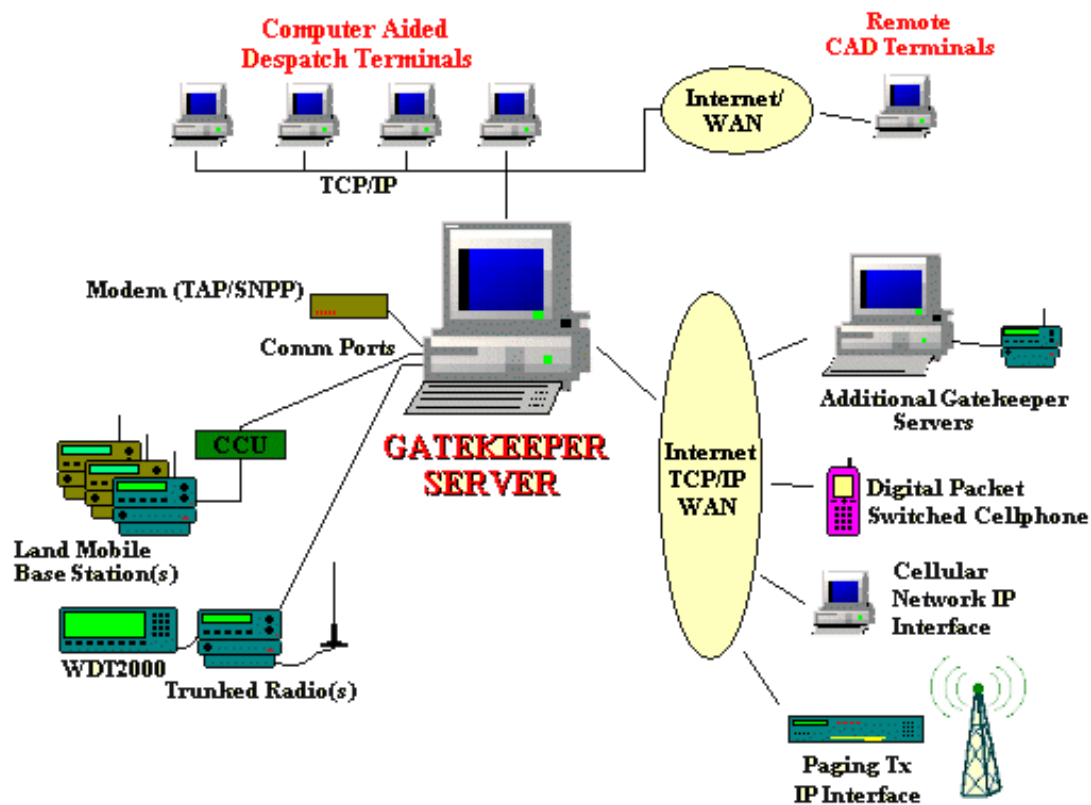 Computer Aided
Despatch Terminals
Remote
CAD Terminals
Internet/
WAN
TCP/IP
Modem (TAP/SNPP)
Comm Ports
CCU
GATEKEEPER
SERVER
Internet
TCP/IP
WAN
Additional Gatekeeper
Servers
Digital Packet
Switched Cellphone
Land Mobile
Base Station(s)
Cellular
Network IP
Interface
WDT2000
Trunked Radio(s)
Paging Tx
IP Interface